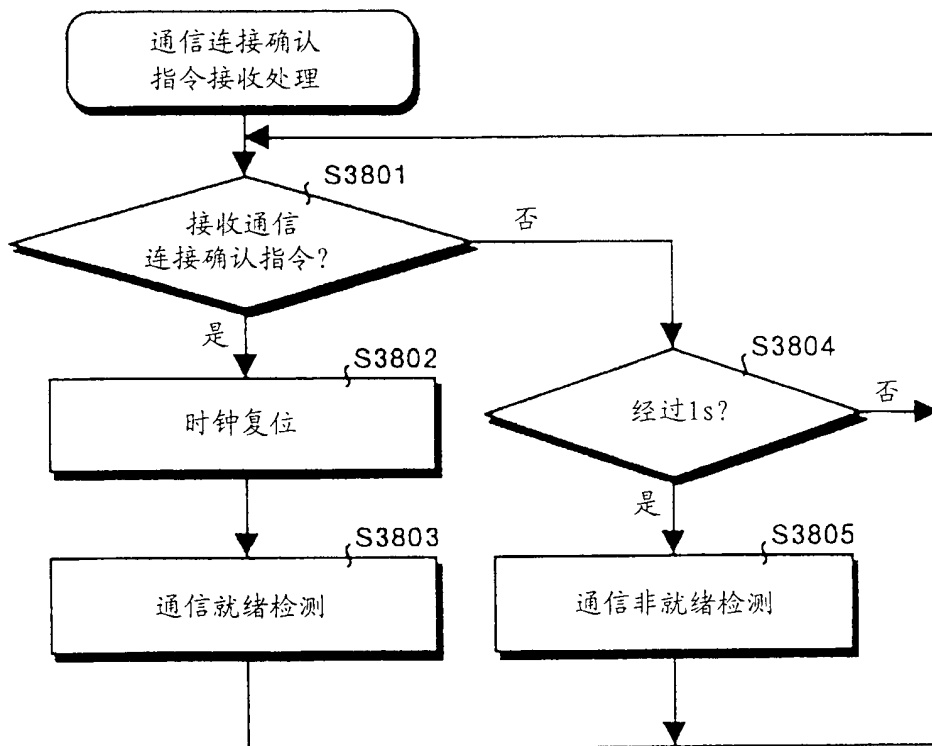 通信连接确认
指令接收处理
S3801
接收通信
连接确认指令?
否
是
S3802
时钟复位
S3804
经过1s?
否
是
S3803
通信就绪检测
S3805
通信非就绪检测